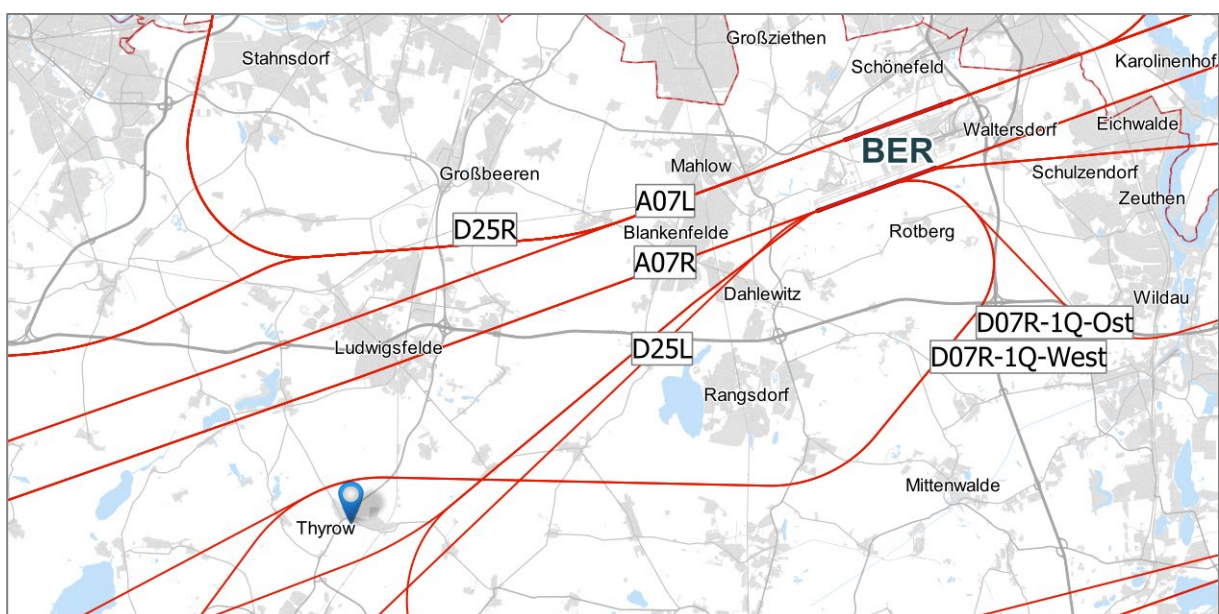 Großziethen
Stahnsdorf
Schönefeld
Karolinenhof
Waltersdorf
Eichwalde
BER
Mahlow
Großbeeren
Schulzendorf
Zeuthen
A07L
D25R
Blankenfelde
Rotberg
A07R
Dahlewitz
Wildau
D07R-1Q-Ost
Ludwigsfelde
D25L
D07R-1Q-West
Rangsdorf
Mittenwalde
Thyrow